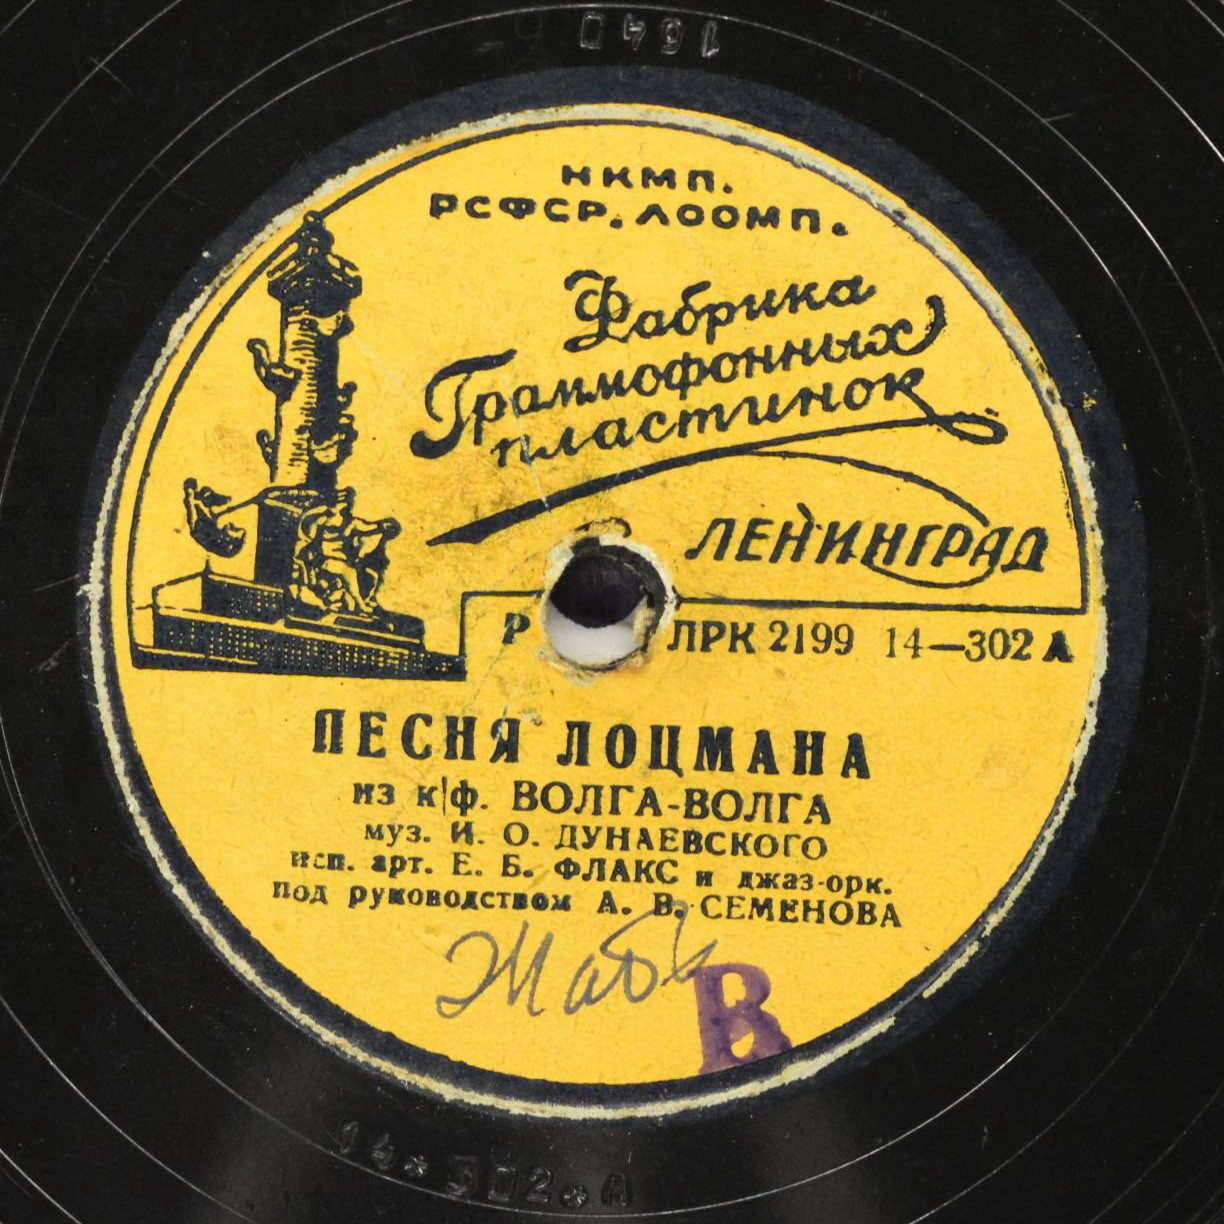 НКМП.
РСФСР. ЛООМП.
Фабрика
Граммофонных
пластинок
ЛЕНИНГРАД
Р ЛРК 2199 14—302 А
ПЕСНЯ ЛОЦМАНА
из к/ф. ВОЛГА-ВОЛГА
муз. И. О. ДУНАЕВСКОГО
исп. арт. Е. Б. ФЛАКС и джаз-орк.
под руководством А. В. СЕМЕНОВА
В
14*302*А